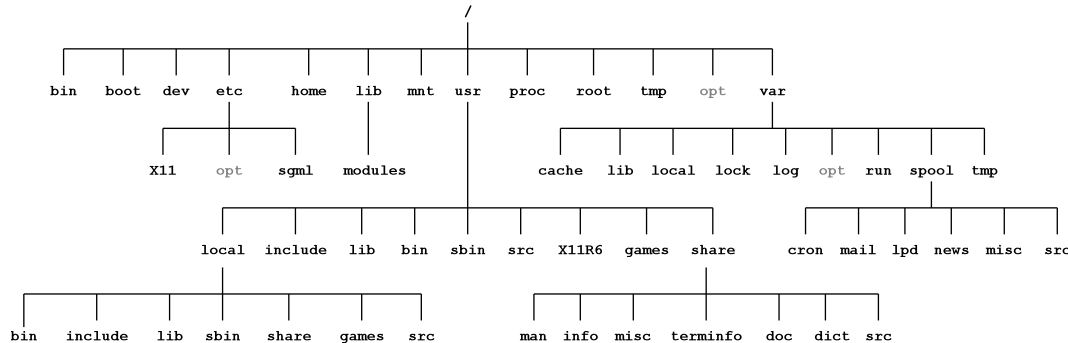 /
bin boot dev etc home lib mnt usr proc root tmp opt var
X11 opt sgml modules cache lib local lock log opt run spool tmp
local include lib bin sbin src X11R6 games share cron mail lpd news misc src
bin include lib sbin share games src man info misc terminfo doc dict src